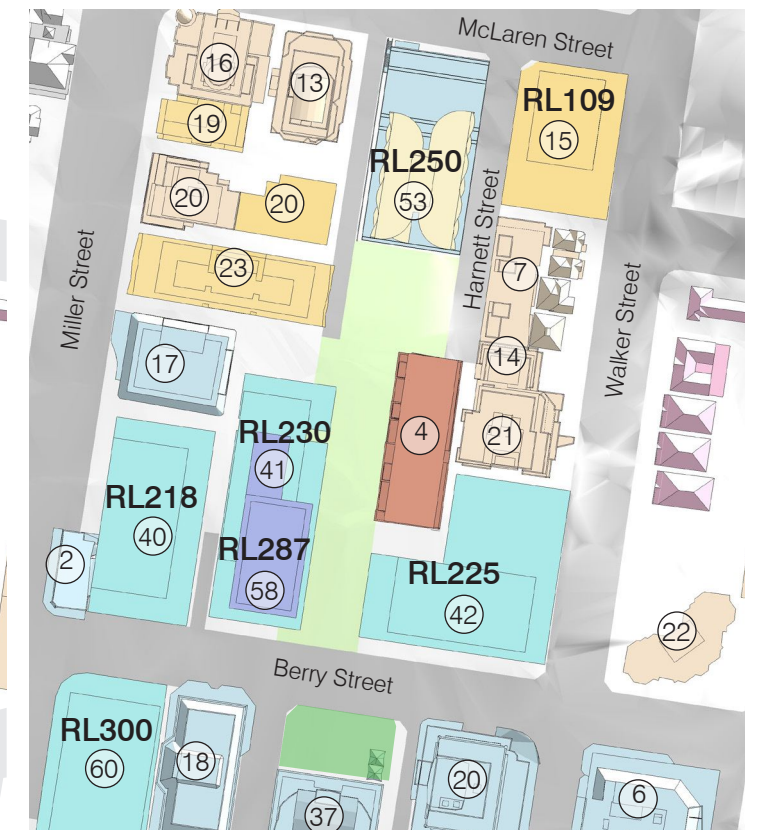 McLaren Street
16
13
RL109
19
15
RL250
20
20
53
Harnett Street
23
7
Miller Street
Walker Street
17
14
4
21
RL230
41
RL218
40
RL287
2
RL225
58
42
22
Berry Street
RL300
60
18
20
6
37